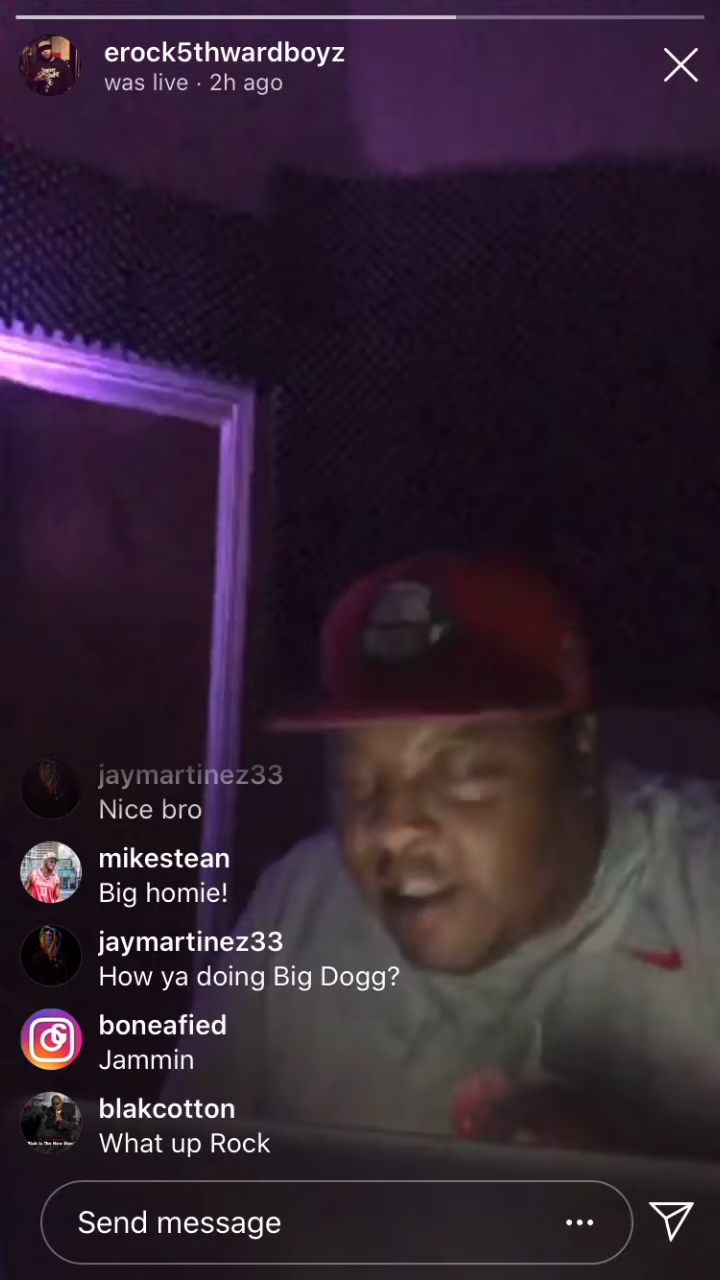 erock5thwardboyz
was live · 2h ago
jaymartinez33
Nice bro
mikestean
Big homie!
jaymartinez33
How ya doing Big Dogg?
boneafied
Jammin
blakcotton
What up Rock
Send message